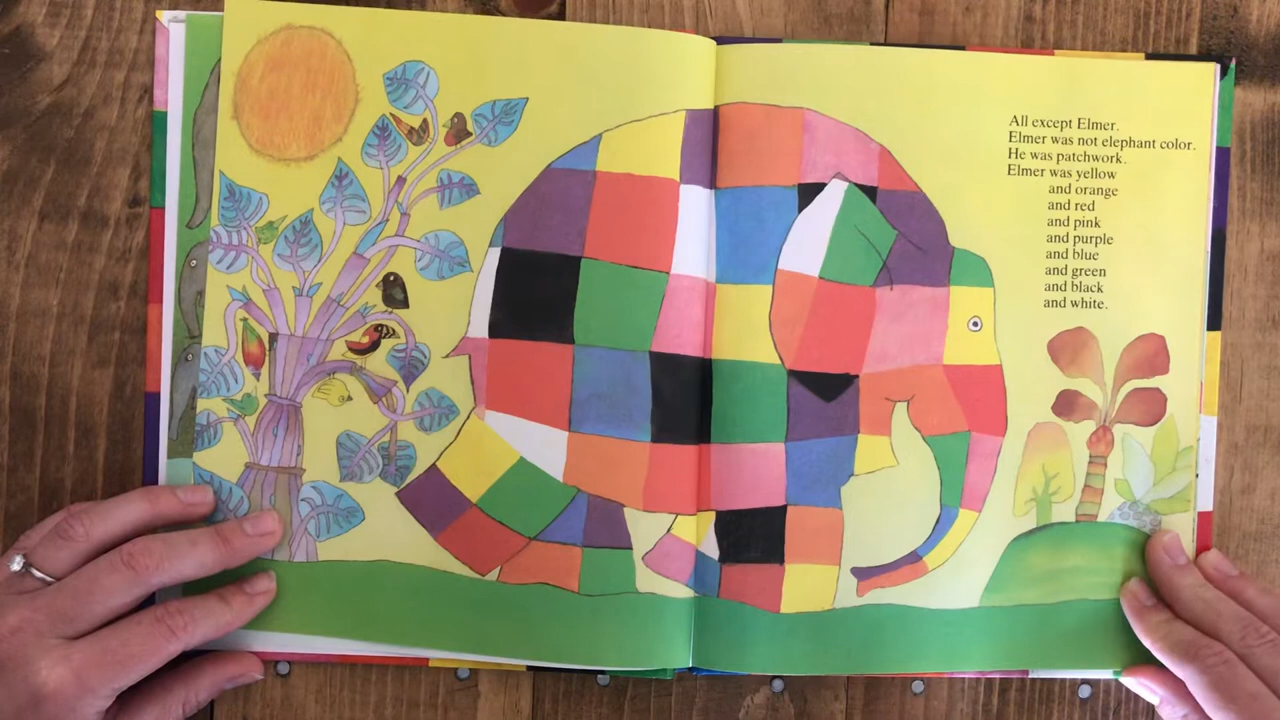 All except Elmer.
Elmer was not elephant color.
He was patchwork.
Elmer was yellow
and orange
and red
and pink
and purple
and blue
and green
and black
and white.